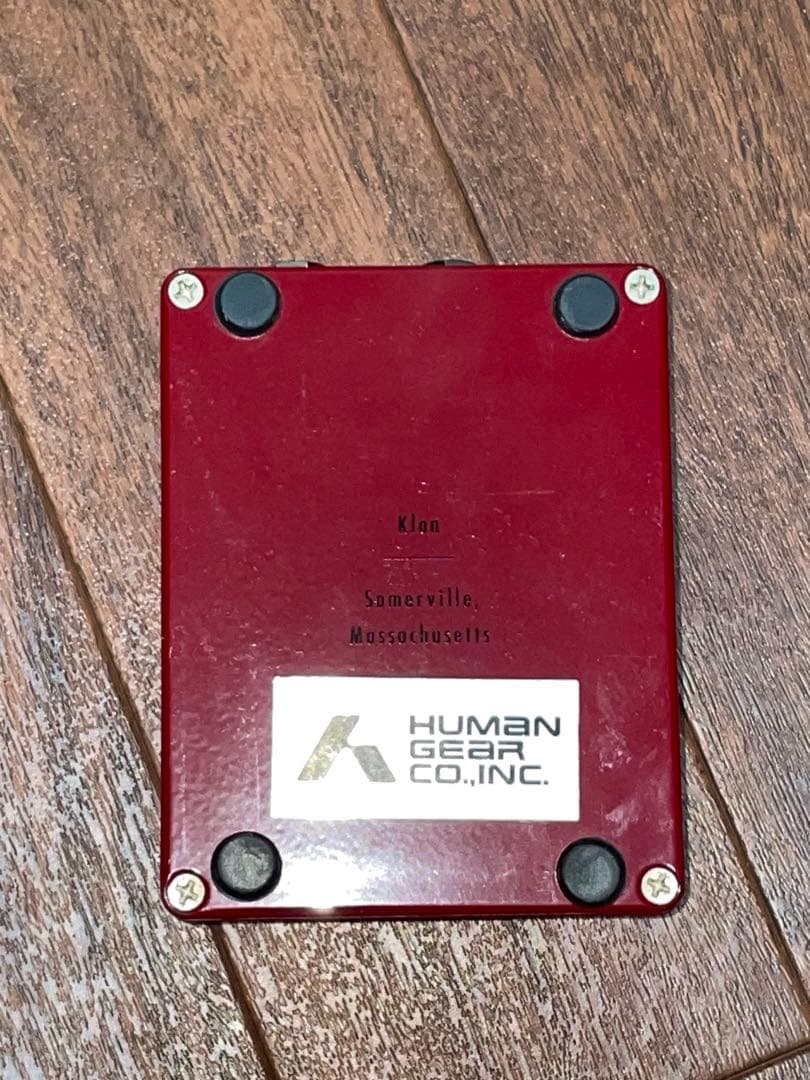 Klon
Somerville,
Massachusetts
HUMAN
GEAR
CO.,INC.